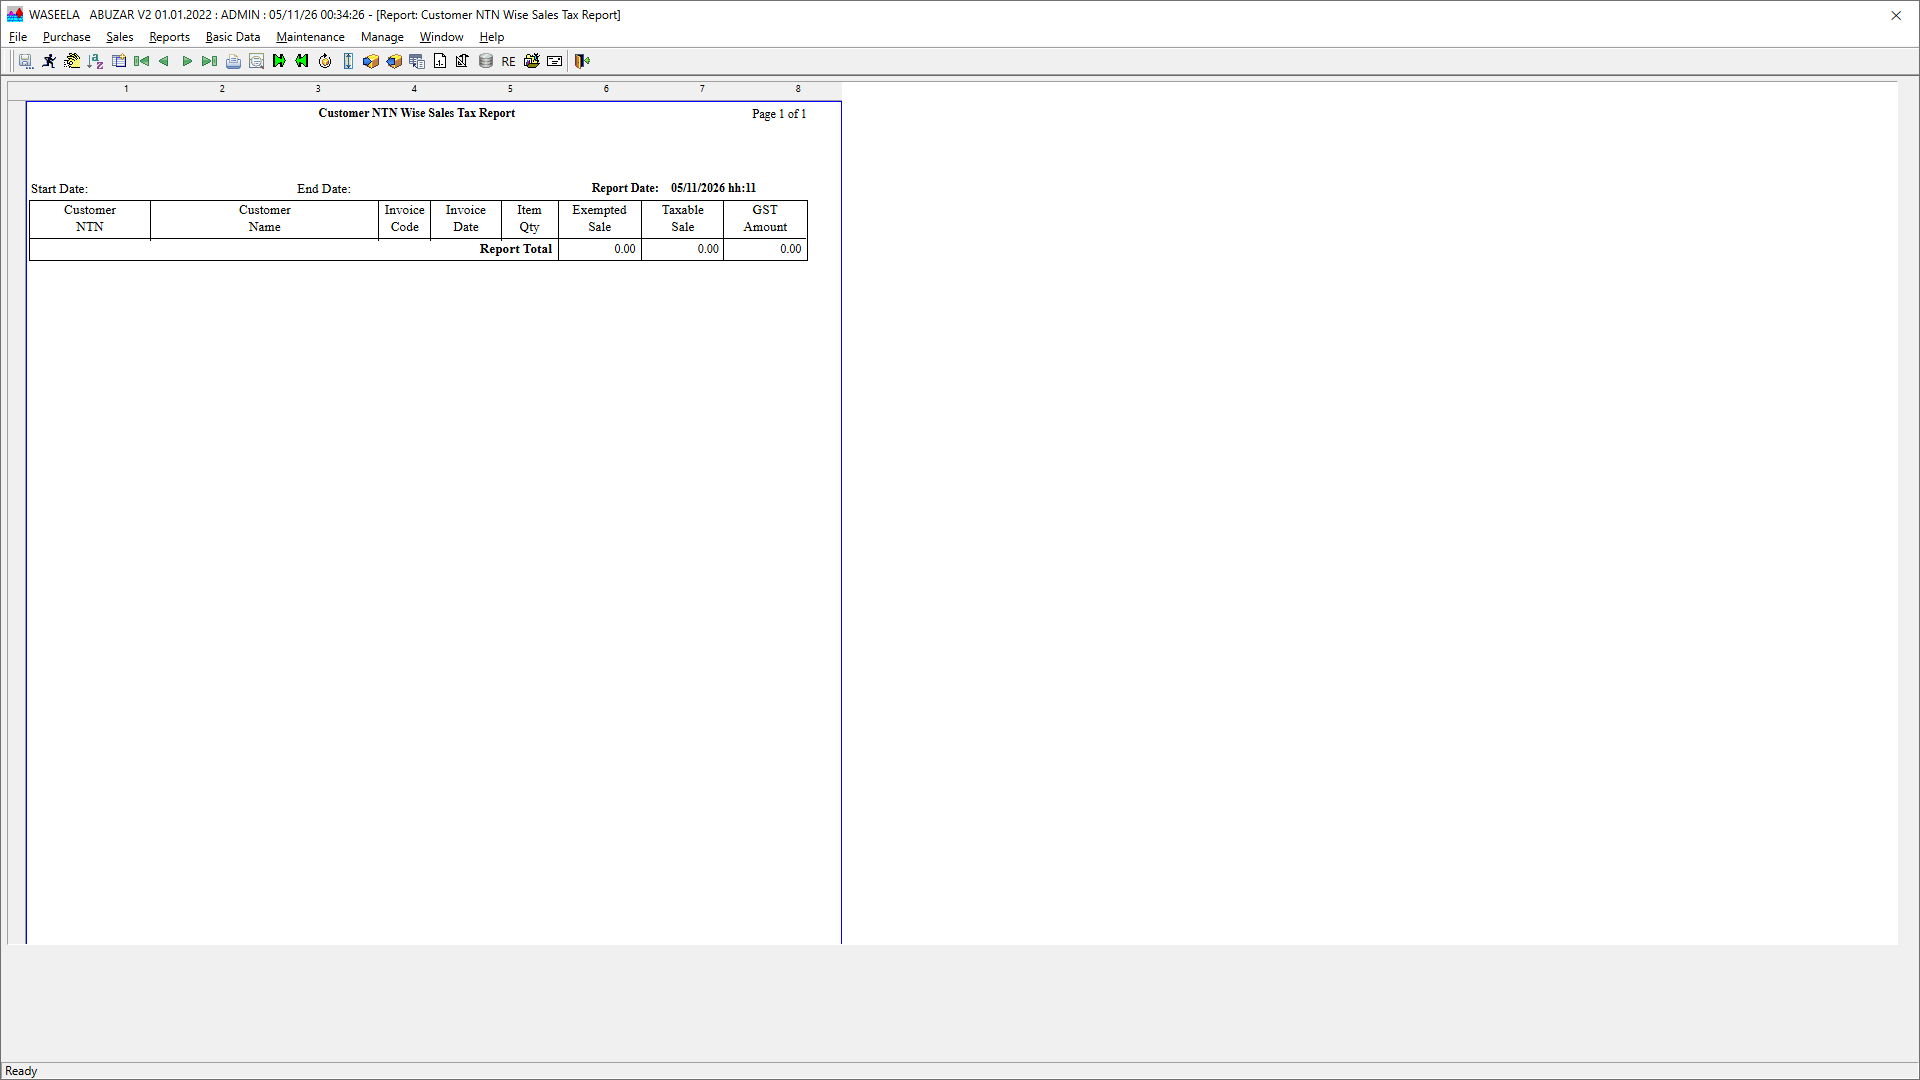 WASEELA   ABUZAR V2 01.01.2022 : ADMIN : 05/11/26 00:34:26 - [Report: Customer NTN Wise Sales Tax Report]
File Purchase Sales Reports Basic Data Maintenance Manage Window Help
RE
1 2 3 4 5 6 7 8
Customer NTN Wise Sales Tax Report Page 1 of 1
Start Date: End Date: Report Date: 05/11/2026 hh:11
Customer Customer Invoice Invoice Item Exempted Taxable GST
NTN Name Code Date Qty Sale Sale Amount
Report Total 0.00 0.00 0.00
Ready